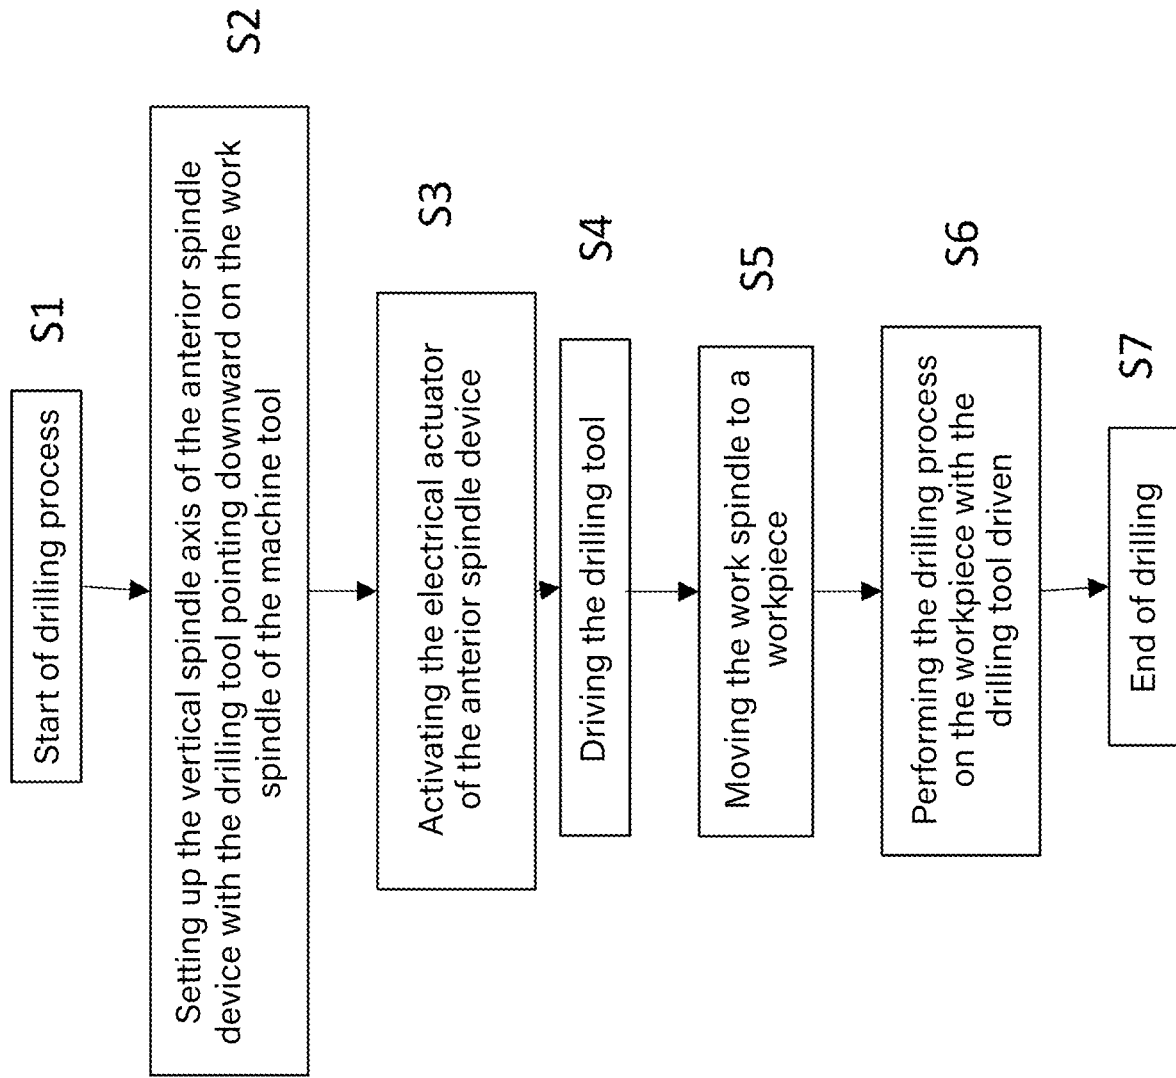 Start of drilling process
S1
Setting up the vertical spindle axis of the anterior spindle
device with the drilling tool pointing downward on the work
spindle of the machine tool
S2
Activating the electrical actuator
of the anterior spindle device
S3
Driving the drilling tool
S4
Moving the work spindle to a
workpiece
S5
Performing the drilling process
on the workpiece with the
drilling tool driven
S6
End of drilling
S7